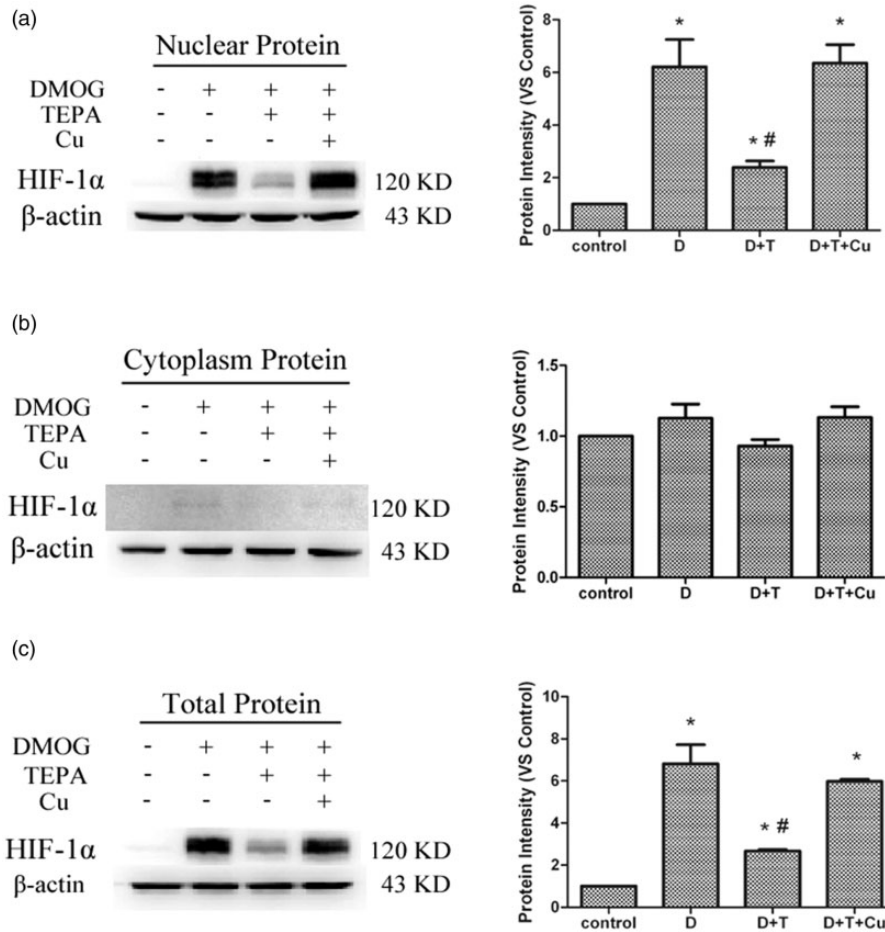 (a)
Nuclear Protein
DMOG - + + +
TEPA - - + +
Cu - - - +
HIF-1α 120 KD
β-actin 43 KD
Protein Intensity (VS Control)
8
6
4
2
0
* * # *
control D D+T D+T+Cu
(b)
Cytoplasm Protein
DMOG - + + +
TEPA - - + +
Cu - - - +
HIF-1α 120 KD
β-actin 43 KD
Protein Intensity (VS Control)
1.5
1.0
0.5
0.0
control D D+T D+T+Cu
(c)
Total Protein
DMOG - + + +
TEPA - - + +
Cu - - - +
HIF-1α 120 KD
β-actin 43 KD
Protein Intensity (VS Control)
10
8
6
4
2
0
* * # *
control D D+T D+T+Cu